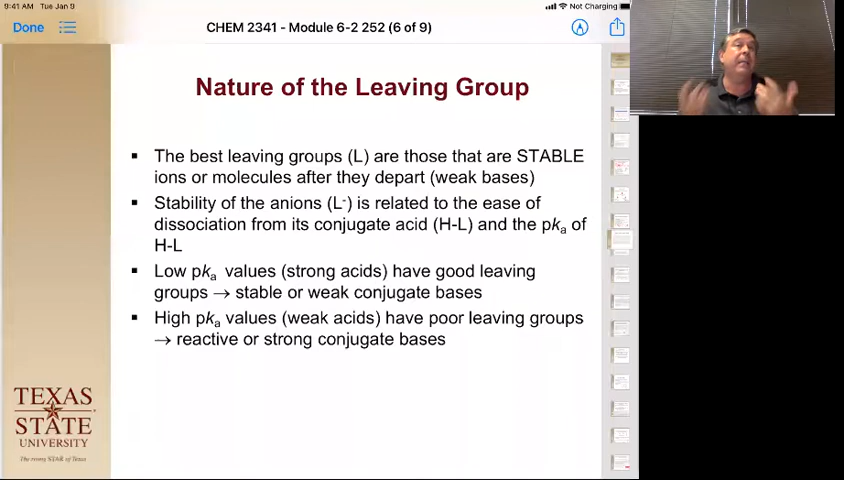 9:41 AM Tue Jan 9
Not Charging
Done
CHEM 2341 - Module 6-2 252 (6 of 9)
Nature of the Leaving Group
▪ The best leaving groups (L) are those that are STABLE
ions or molecules after they depart (weak bases)
▪ Stability of the anions (L-) is related to the ease of
dissociation from its conjugate acid (H-L) and the pka of
H-L
▪ Low pka values (strong acids) have good leaving
groups → stable or weak conjugate bases
▪ High pka values (weak acids) have poor leaving groups
→ reactive or strong conjugate bases
TEXAS
STATE
UNIVERSITY
The rising STAR of Texas